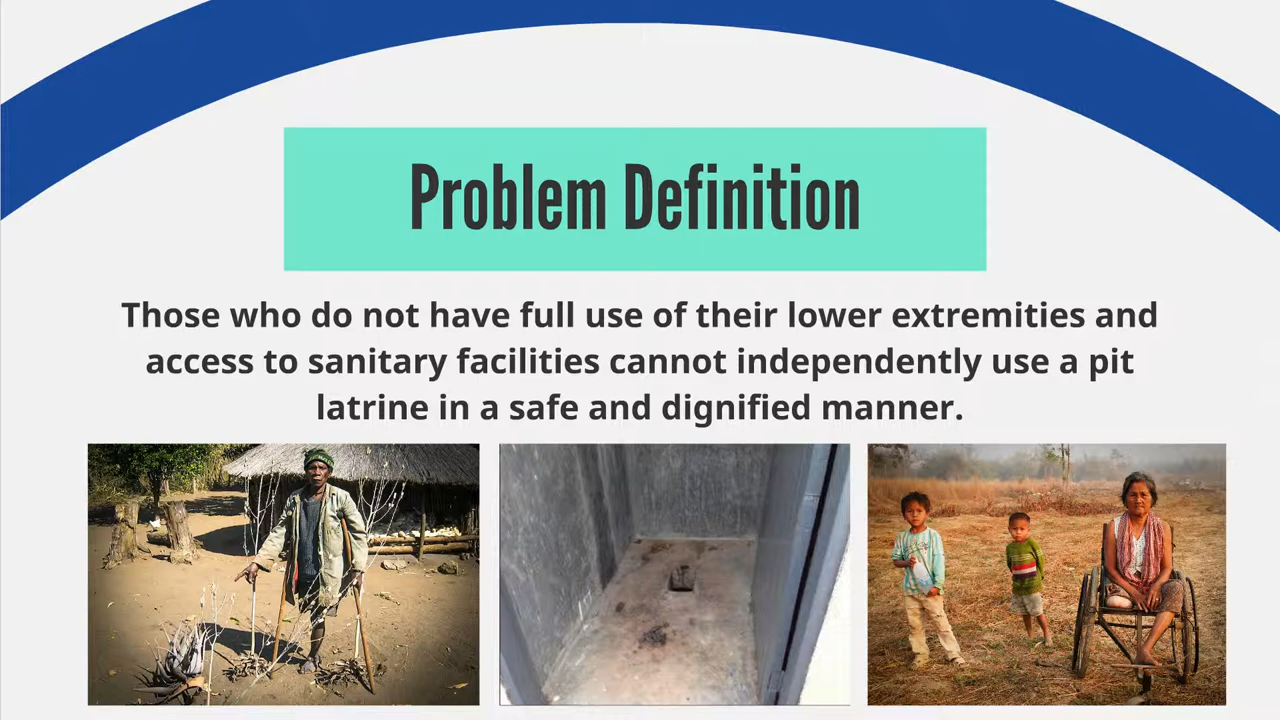 Problem Definition
Those who do not have full use of their lower extremities and
access to sanitary facilities cannot independently use a pit
latrine in a safe and dignified manner.